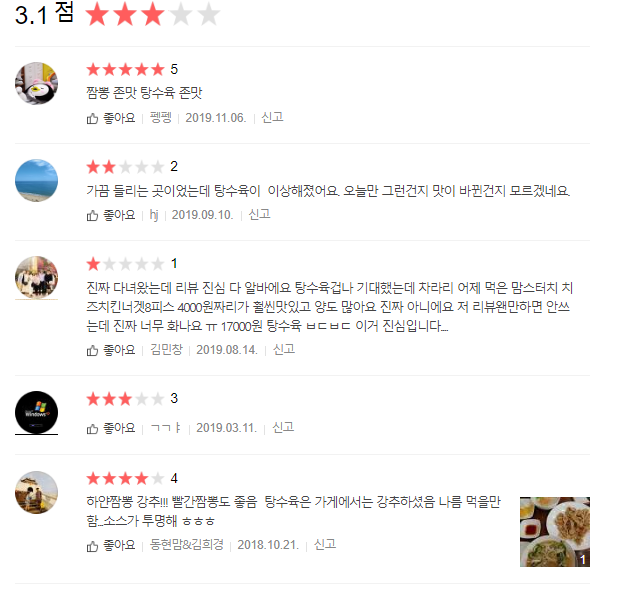 3.1 점
5
짬뽕 존맛 탕수육 존맛
좋아요 펭펭 2019.11.06. 신고
2
가끔 들리는 곳이었는데 탕수육이 이상해졌어요. 오늘만 그런건지 맛이 바뀐건지 모르겠네요.
좋아요 hj 2019.09.10. 신고
1
진짜 다녀왔는데 리뷰 진심 다 알바에요 탕수육겁나 기대했는데 차라리 어제 먹은 맘스터치 치
즈치킨너겟8피스 4000원짜리가 훨씬맛있고 양도 많아요 진짜 아니에요 저 리뷰왠만하면 안쓰
는데 진짜 너무 화나요 ㅠ 17000원 탕수육 ㅂㄷㅂㄷ 이거 진심입니다....
좋아요 김민창 2019.08.14. 신고
Windows
3
좋아요 ㄱㄱㅑ 2019.03.11. 신고
4
하얀짬뽕 강추!!! 빨간짬뽕도 좋음 탕수육은 가게에서는 강추하셨음 나름 먹을만
함...소스가 투명해 ㅎㅎㅎ
좋아요 동현맘&김희경 2018.10.21. 신고
1